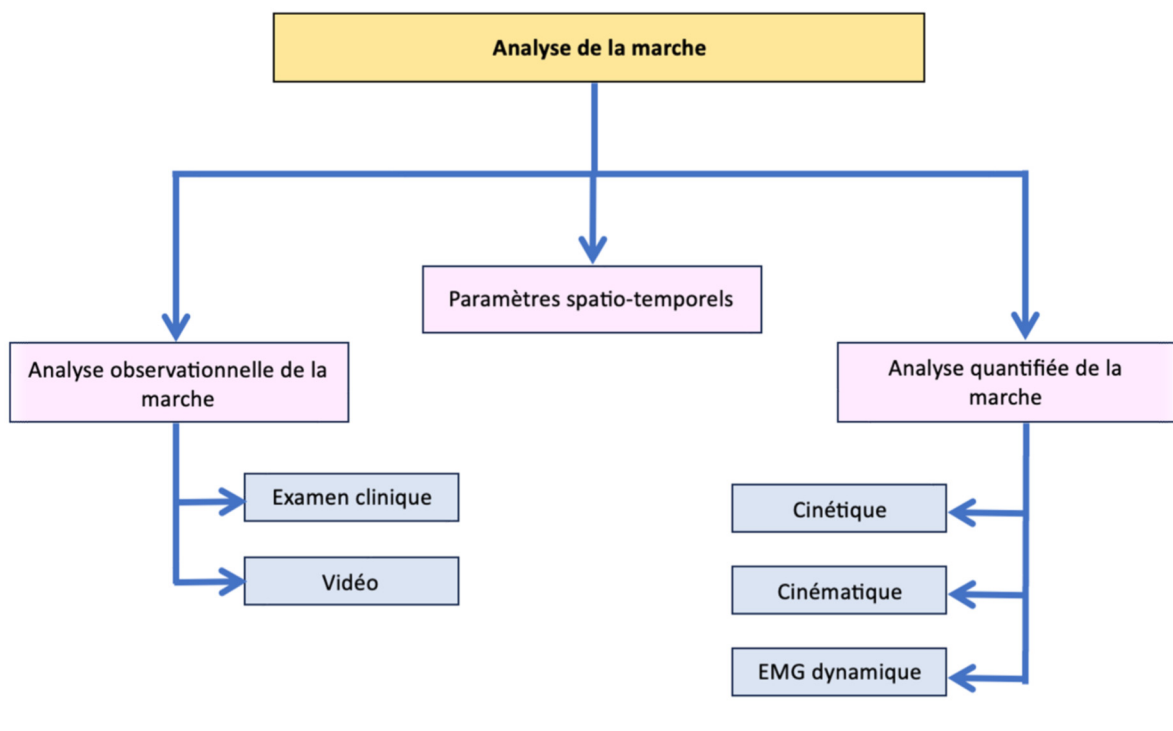 Analyse de la marche
Paramètres spatio-temporels
Analyse observationnelle de la
marche
Analyse quantifiée de la
marche
Examen clinique
Vidéo
Cinétique
Cinématique
EMG dynamique